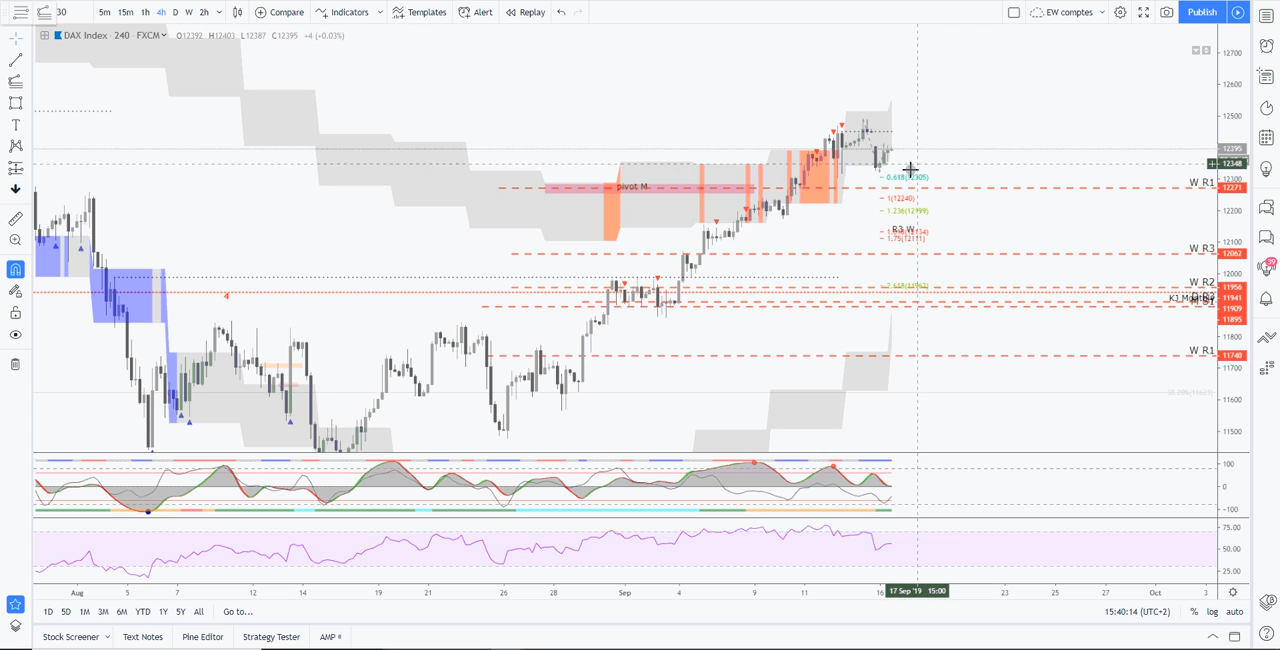 30 5m 15m 1h 4h D W 2h Compare Indicators Templates Alert Replay EW comptes Publish
DAX Index · 240 · FXCM O12392 H12403 L12387 C12395 +4 (+0.03%)
12700
12600
12500
12395
12348
12300
0.618(12305)
pivot M
W R1
12271
1(12240)
1.236(12199)
12200
R3 W
1.75(12111)
12100
W R3
12062
12000
W R2
11956
4
11941
11909
11895
11800
W R1
11740
11700
11600
11500
100
0
-100
75.00
50.00
25.00
Aug 5 7 12 14 19 21 26 28 Sep 4 9 11 16 17 Sep '19 15:00 23 25 27 Oct 3
1D 5D 1M 3M 6M YTD 1Y 5Y All Go to... 15:40:14 (UTC+2) % log auto
Stock Screener Text Notes Pine Editor Strategy Tester AMP
39